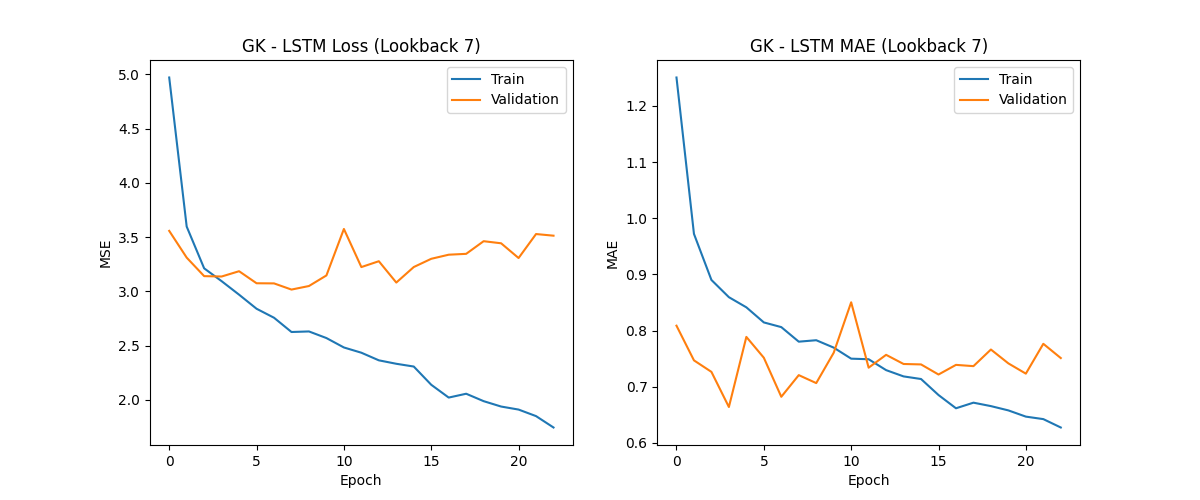 GK - LSTM Loss (Lookback 7)
MSE
5.0
4.5
4.0
3.5
3.0
2.5
2.0
Train
Validation
0 5 10 15 20
Epoch
GK - LSTM MAE (Lookback 7)
MAE
1.2
1.1
1.0
0.9
0.8
0.7
0.6
Train
Validation
0 5 10 15 20
Epoch